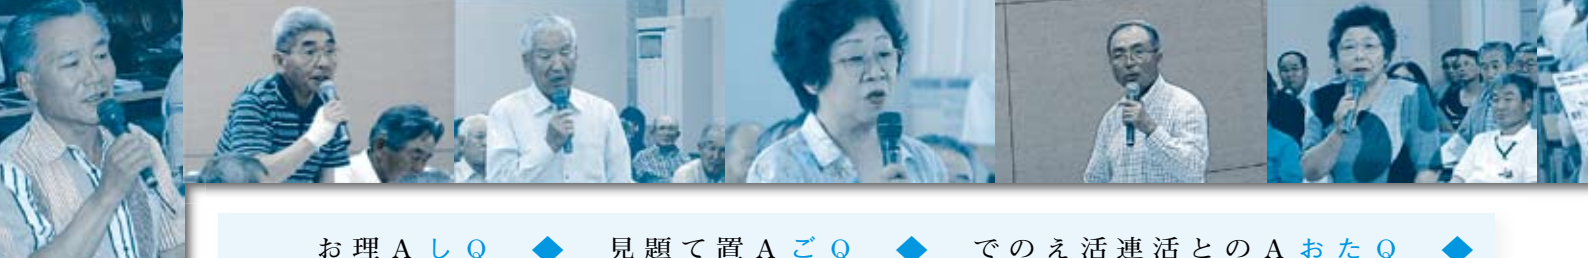 ◆
Q
た
お
A
の
と
活
連
活
え
の
で
◆
Q
ご
A
置
て
題
見
◆
Q
し
A
理
お